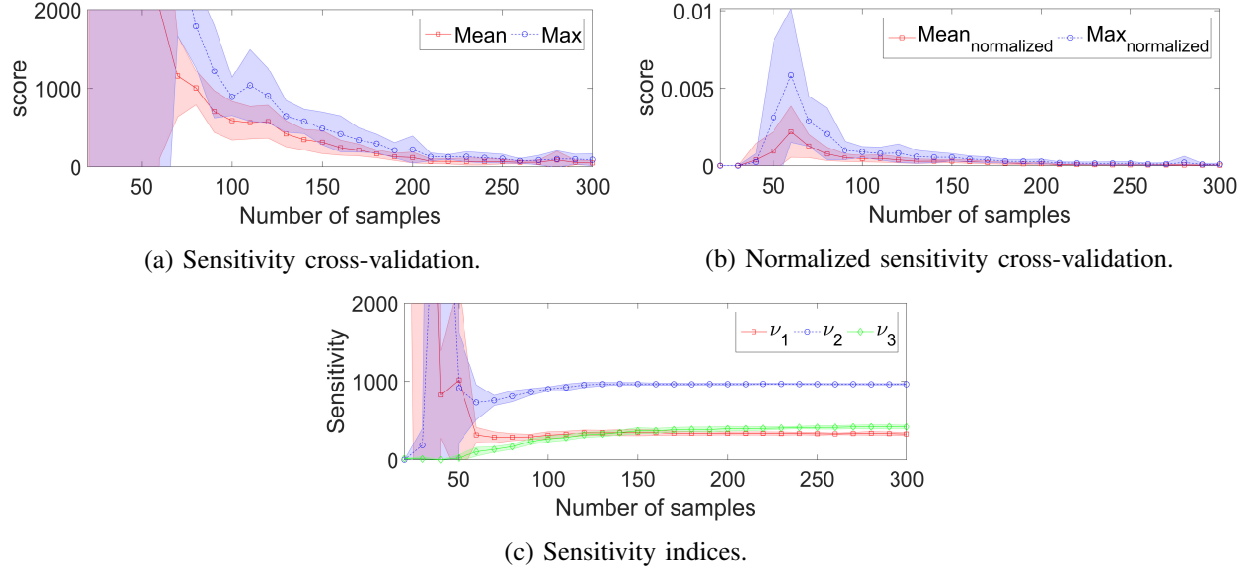 2000
1000
0
score
Mean Max
50 100 150 200 250 300
Number of samples
(a) Sensitivity cross-validation.
0.01
0.005
0
score
Mean_normalized Max_normalized
50 100 150 200 250 300
Number of samples
(b) Normalized sensitivity cross-validation.
2000
1000
0
Sensitivity
ν_1 ν_2 ν_3
50 100 150 200 250 300
Number of samples
(c) Sensitivity indices.